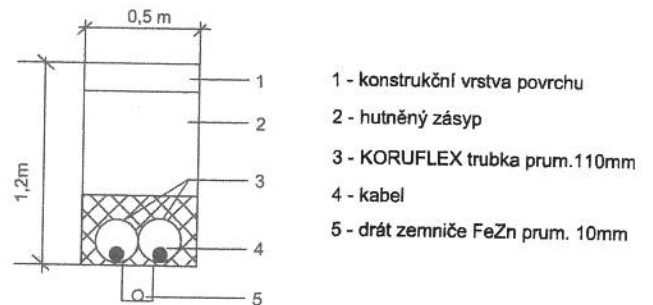 0,5 m
1,2m
1
2
3
4
5
1 - konstrukční vrstva povrchu
2 - hutněný zásyp
3 - KORUFLEX trubka prum.110mm
4 - kabel
5 - drát zemniče FeZn prum. 10mm